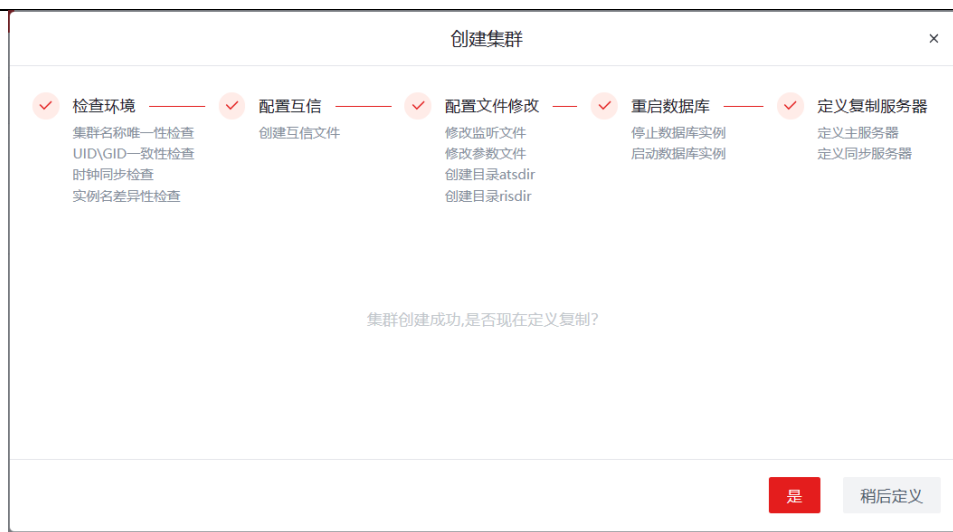 创建集群
×
检查环境
集群名称唯一性检查
UID\GID一致性检查
时钟同步检查
实例名差异性检查
配置互信
创建互信文件
配置文件修改
修改监听文件
修改参数文件
创建目录atsdir
创建目录risdir
重启数据库
停止数据库实例
启动数据库实例
定义复制服务器
定义主服务器
定义同步服务器
集群创建成功,是否现在定义复制?
是
稍后定义